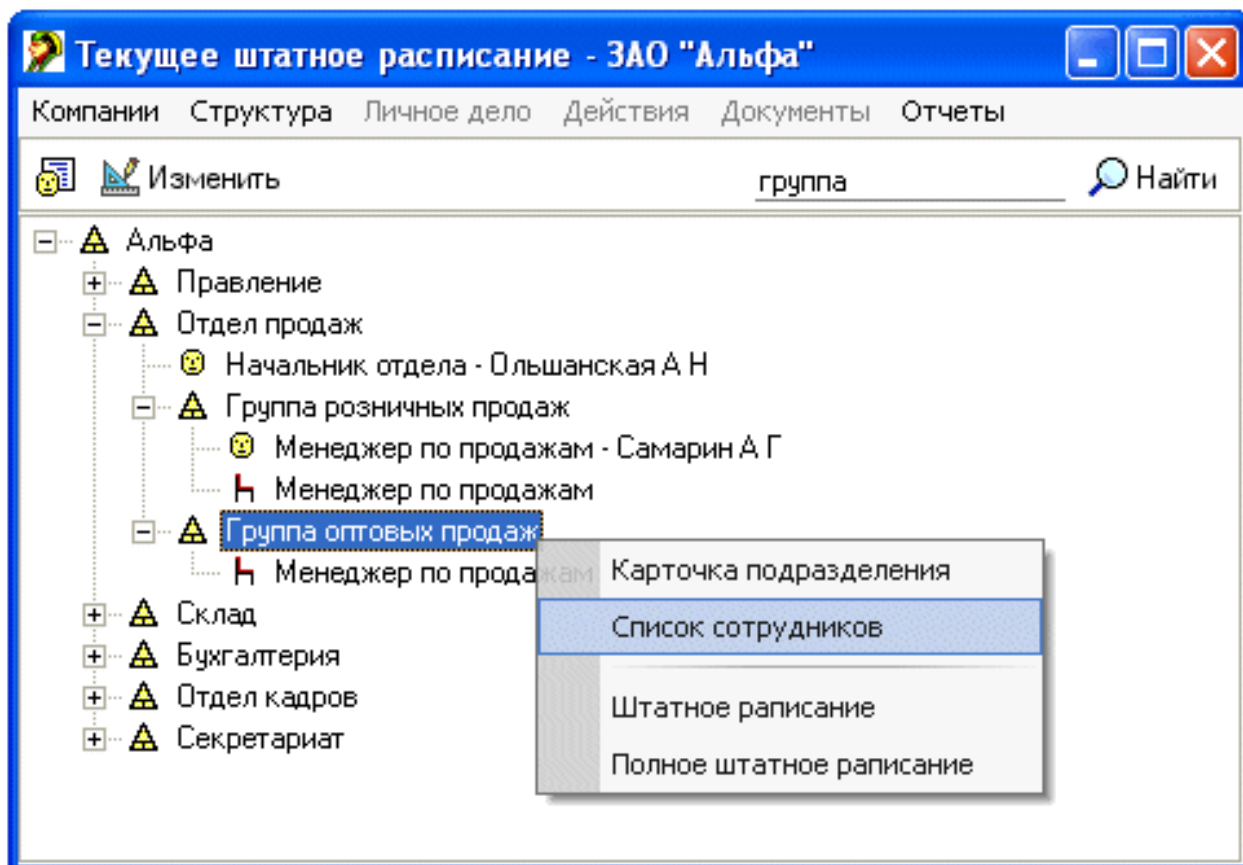 Текущее штатное расписание - ЗАО "Альфа"
Компании Структура Личное дело Действия Документы Отчеты
Изменить группа Найти
Альфа
Правление
Отдел продаж
Начальник отдела - Ольшанская А Н
Группа розничных продаж
Менеджер по продажам - Самарин А Г
Менеджер по продажам
Группа оптовых продаж
Менеджер по продажам
Склад
Бухгалтерия
Отдел кадров
Секретариат
Карточка подразделения
Список сотрудников
Штатное раписание
Полное штатное раписание